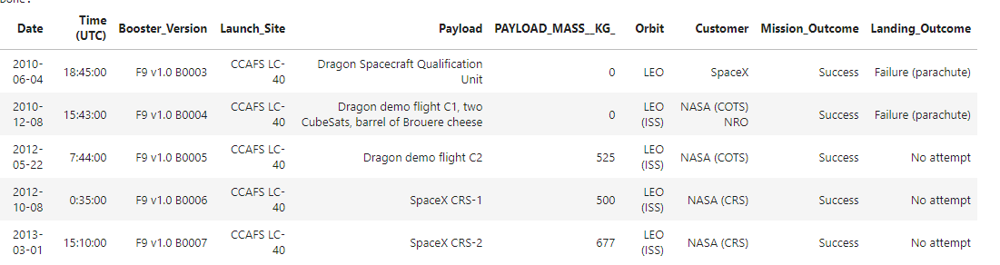 Date Time (UTC) Booster_Version Launch_Site Payload PAYLOAD_MASS__KG_ Orbit Customer Mission_Outcome Landing_Outcome
2010-06-04 18:45:00 F9 v1.0 B0003 CCAFS LC-40 Dragon Spacecraft Qualification Unit 0 LEO SpaceX Success Failure (parachute)
2010-12-08 15:43:00 F9 v1.0 B0004 CCAFS LC-40 Dragon demo flight C1, two CubeSats, barrel of Brouere cheese 0 LEO (ISS) NASA (COTS) NRO Success Failure (parachute)
2012-05-22 7:44:00 F9 v1.0 B0005 CCAFS LC-40 Dragon demo flight C2 525 LEO (ISS) NASA (COTS) Success No attempt
2012-10-08 0:35:00 F9 v1.0 B0006 CCAFS LC-40 SpaceX CRS-1 500 LEO (ISS) NASA (CRS) Success No attempt
2013-03-01 15:10:00 F9 v1.0 B0007 CCAFS LC-40 SpaceX CRS-2 677 LEO (ISS) NASA (CRS) Success No attempt